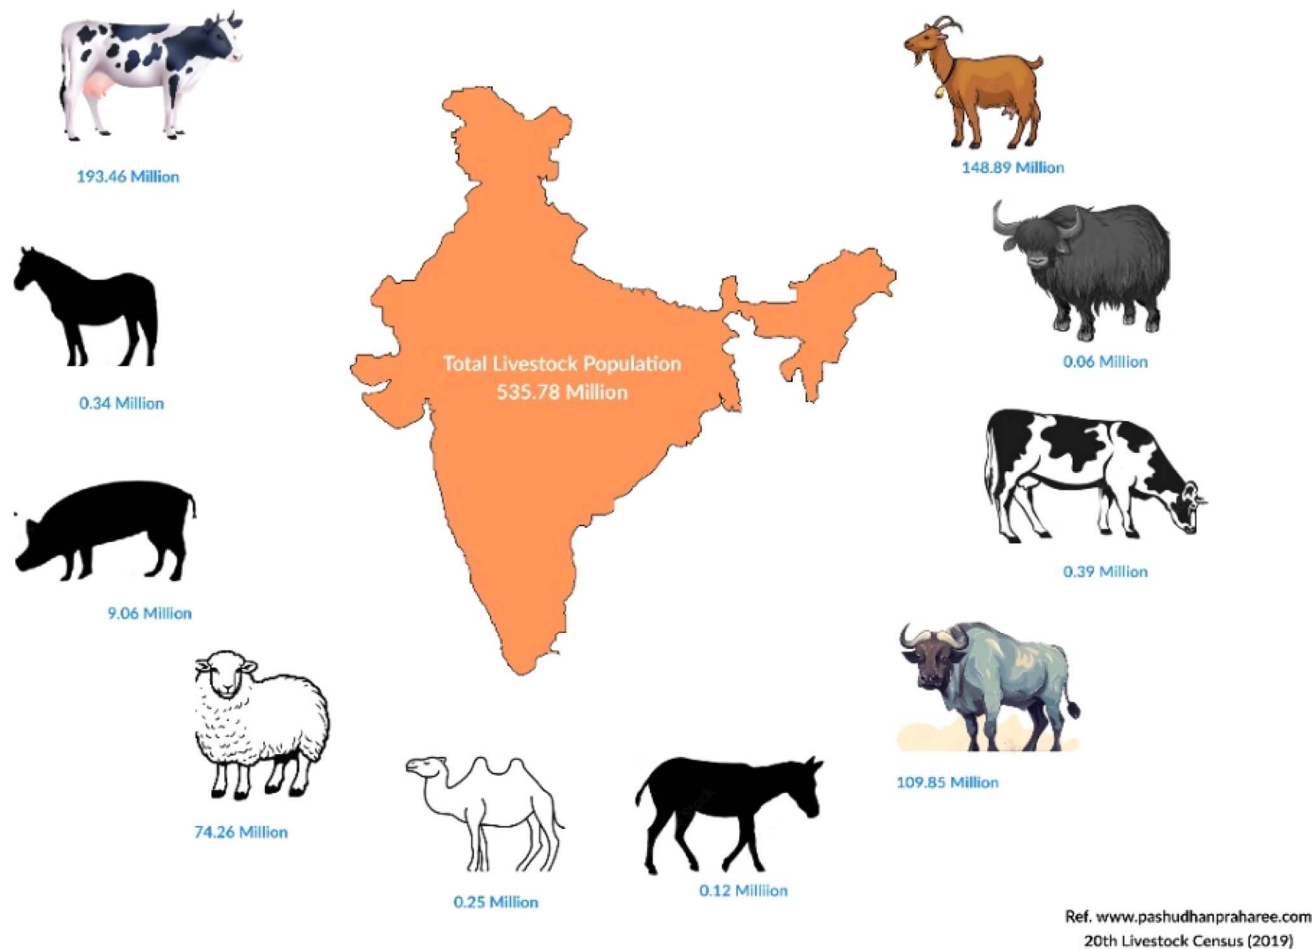 193.46 Million
148.89 Million
0.06 Million
Total Livestock Population
535.78 Million
0.34 Million
0.39 Million
9.06 Million
109.85 Million
74.26 Million
0.25 Million
0.12 Milliion
Ref. www.pashudhanpraharee.com
20th Livestock Census (2019)